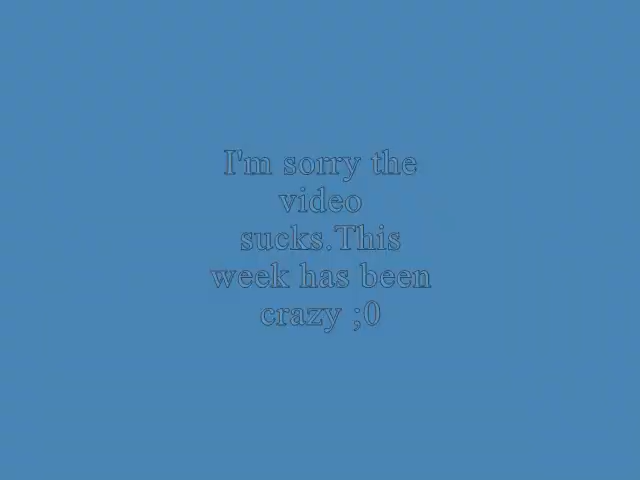 I'm sorry the
video
sucks.This
week has been
crazy ;0